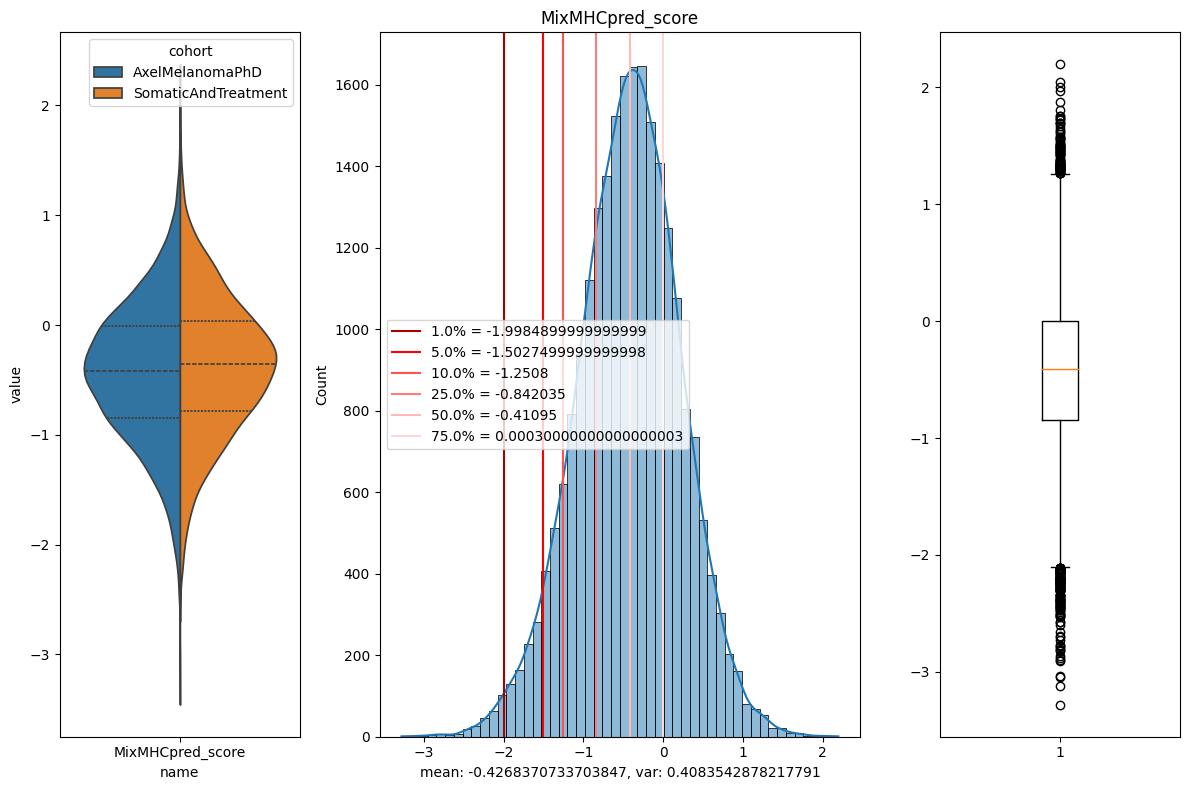 MixMHCpred_score
cohort
AxelMelanomaPhD
SomaticAndTreatment
2
1
0
−1
−2
−3
value
MixMHCpred_score
name
1600
1400
1200
1000
800
600
400
200
0
Count
1.0% = -1.9984899999999999
5.0% = -1.5027499999999998
10.0% = -1.2508
25.0% = -0.842035
50.0% = -0.41095
75.0% = 0.00030000000000000003
−3 −2 −1 0 1 2
mean: -0.4268370733703847, var: 0.4083542878217791
2
1
0
−1
−2
−3
1